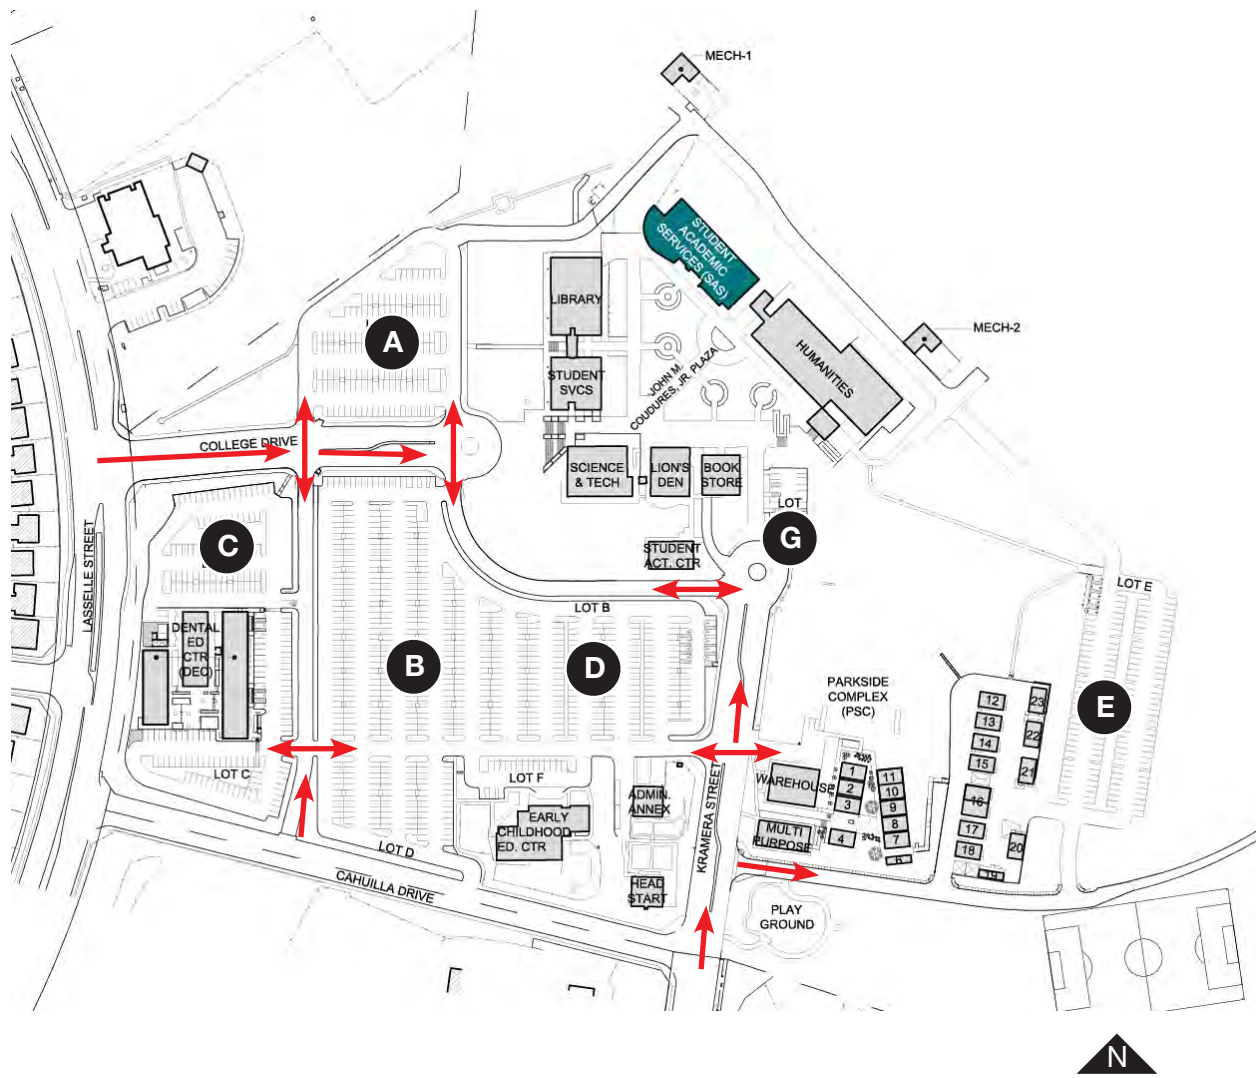 MECH-1
STUDENT
ACADEMIC
SERVICES (SAS)
LIBRARY
MECH-2
A
HUMANITIES
STUDENT
SVCS
JOHN M.
COUDURES, JR. PLAZA
COLLEGE DRIVE
SCIENCE
& TECH
LION'S
DEN
BOOK
STORE
LOT
G
C
STUDENT
ACT. CTR
LASSELLE STREET
LOT E
LOT B
DENTAL
ED
CTR
(DEC)
B
D
PARKSIDE
COMPLEX
(PSC)
E
12
13
14
15
16
17
18
19
20
21
22
23
LOT C
LOT F
WAREHOUSE
1
2
3
4
11
10
9
8
7
6
ADMIN.
ANNEX
EARLY
CHILDHOOD
ED. CTR
KRAMERA STREET
MULTI
PURPOSE
LOT D
CAHUILLA DRIVE
HEAD
START
PLAY
GROUND
N